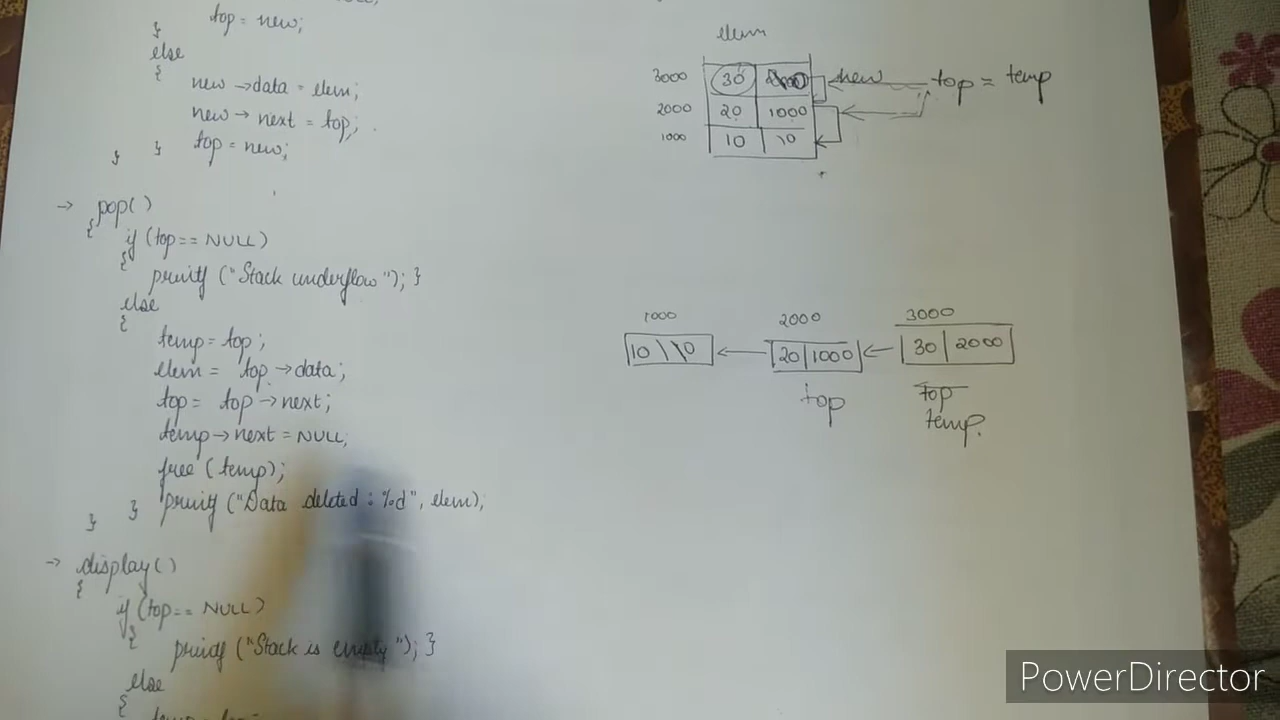 top = new;
}
else
{
new →data = elem;
new → next = top;
top = new;
} }
→ pop()
{
if (top== NULL)
{
printf ("Stack underflow"); }
else
{
temp = top;
elem = top →data;
top = top →next;
temp→next = NULL;
free (temp);
printf ("Data deleted : %d", elem);
} }
→ display()
{
if (top== NULL)
{
printf ("Stack is empty"); }
else
{
elem
3000 30 new top = temp
2000 20 1000
1000 10 \0
1000 2000 3000
10 \0 20 1000 30 2000
top top
temp.
PowerDirector